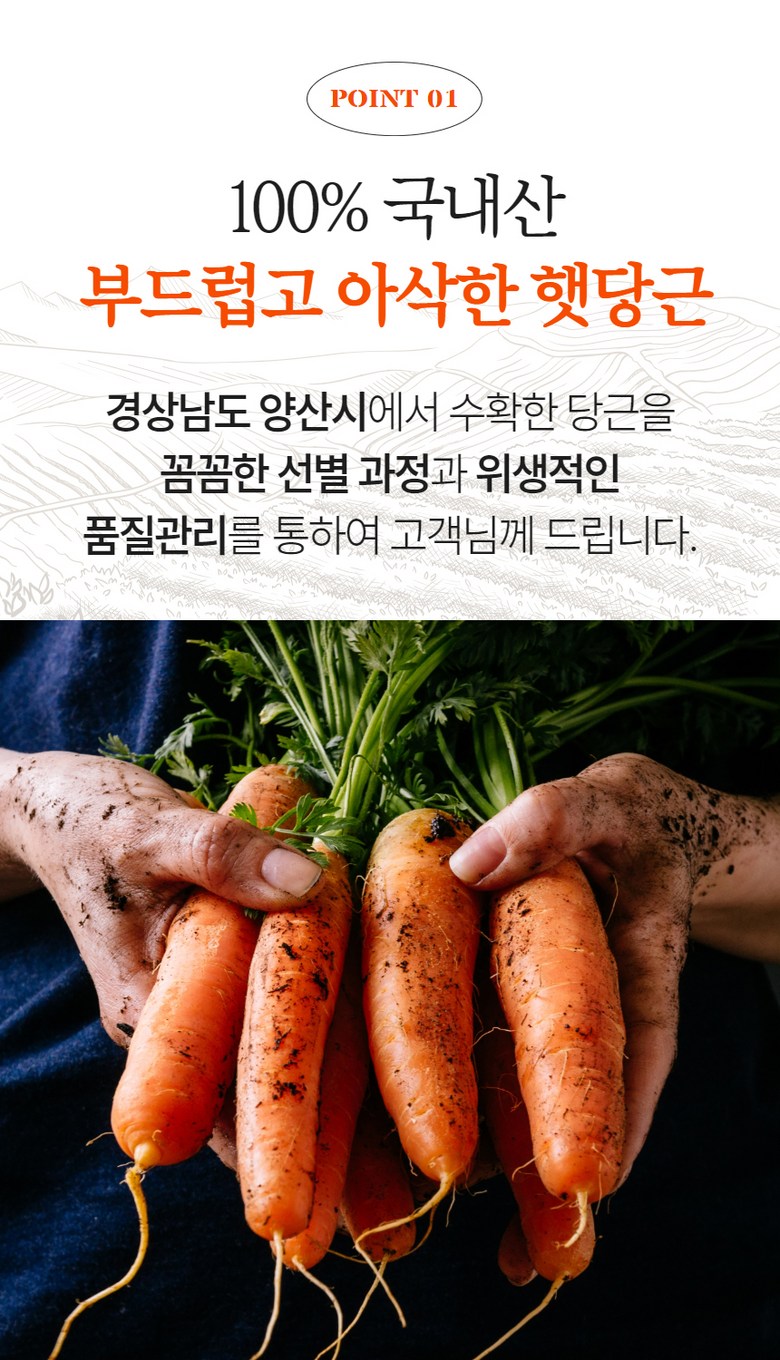 POINT 01
100% 국내산
부드럽고 아삭한 햇당근
경상남도 양산시에서 수확한 당근을
꼼꼼한 선별 과정과 위생적인
품질관리를 통하여 고객님께 드립니다.